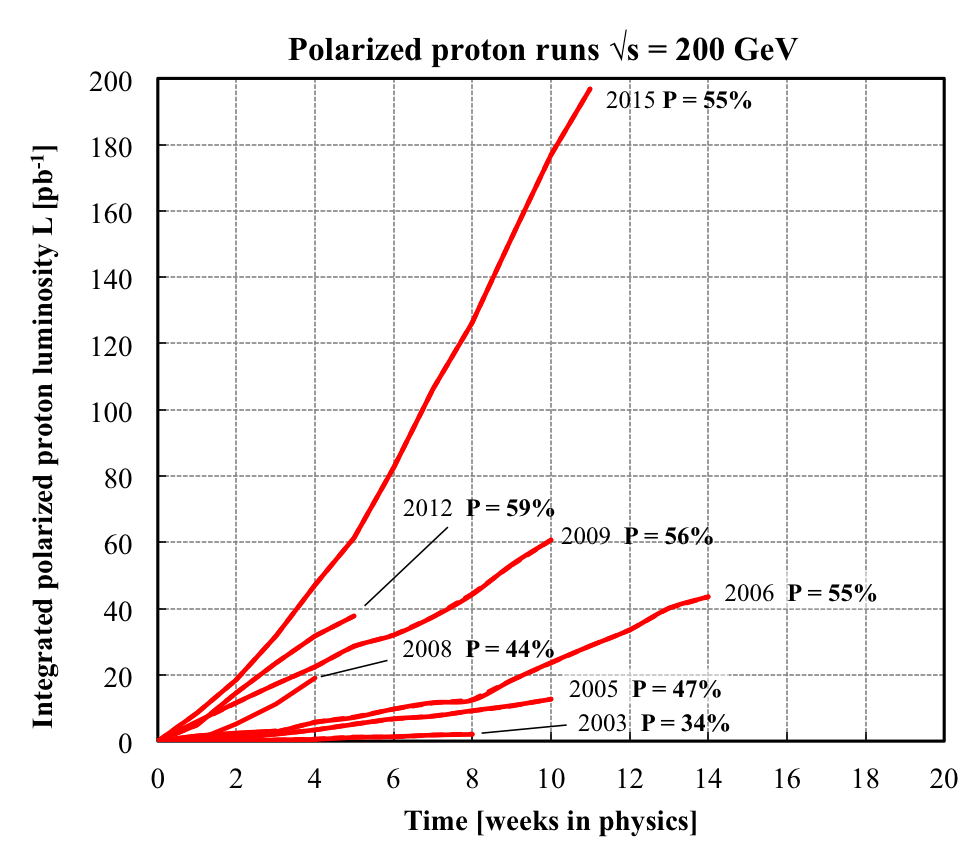 Polarized proton runs √s = 200 GeV
Integrated polarized proton luminosity L [pb⁻¹]
200
180
160
140
120
100
80
60
40
20
0
2015 P = 55%
2012 P = 59%
2009 P = 56%
2006 P = 55%
2008 P = 44%
2005 P = 47%
2003 P = 34%
0 2 4 6 8 10 12 14 16 18 20
Time [weeks in physics]